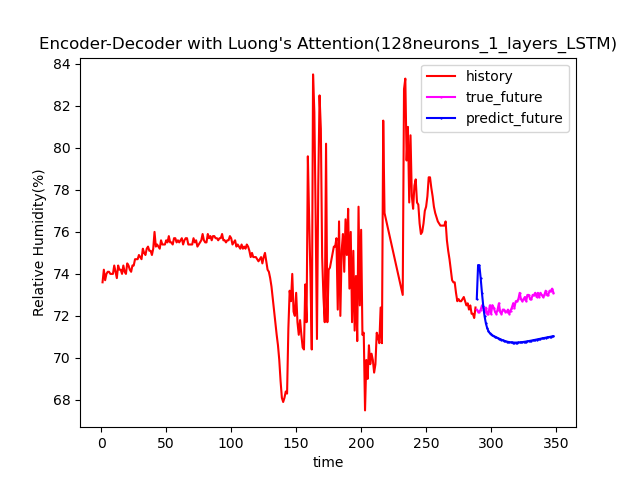 Encoder-Decoder with Luong's Attention(128neurons_1_layers_LSTM)
history
true_future
predict_future
Relative Humidity(%)
84
82
80
78
76
74
72
70
68
0 50 100 150 200 250 300 350
time